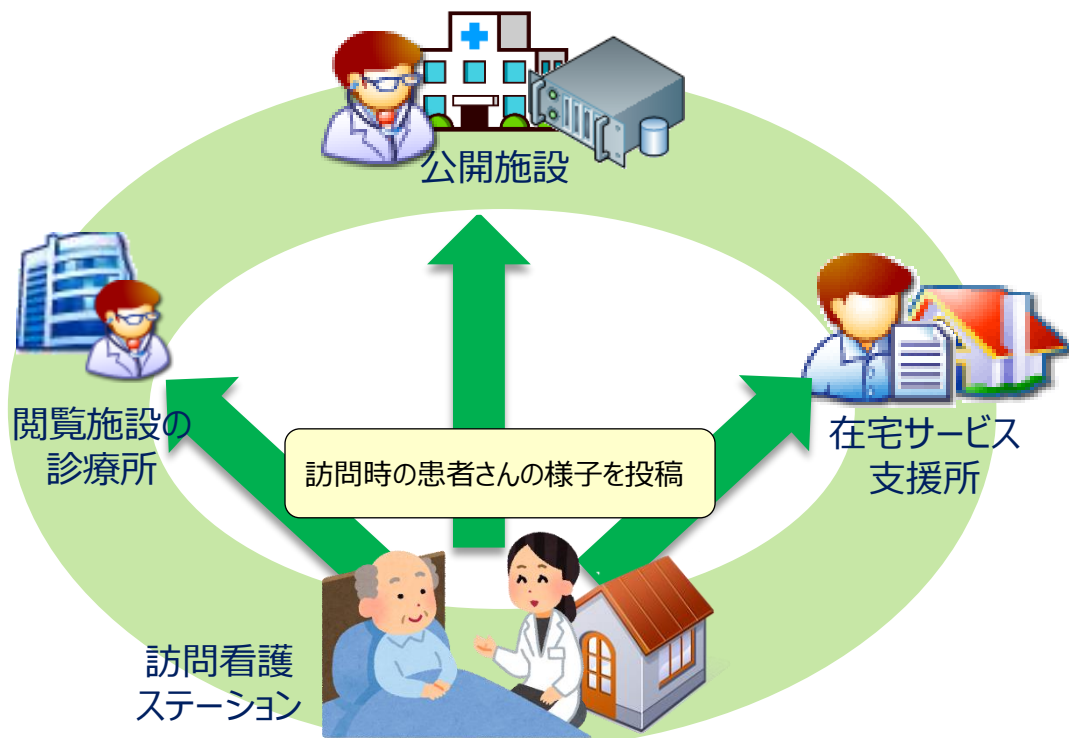 公開施設
閲覧施設の
診療所
在宅サービス
支援所
訪問時の患者さんの様子を投稿
訪問看護
ステーション